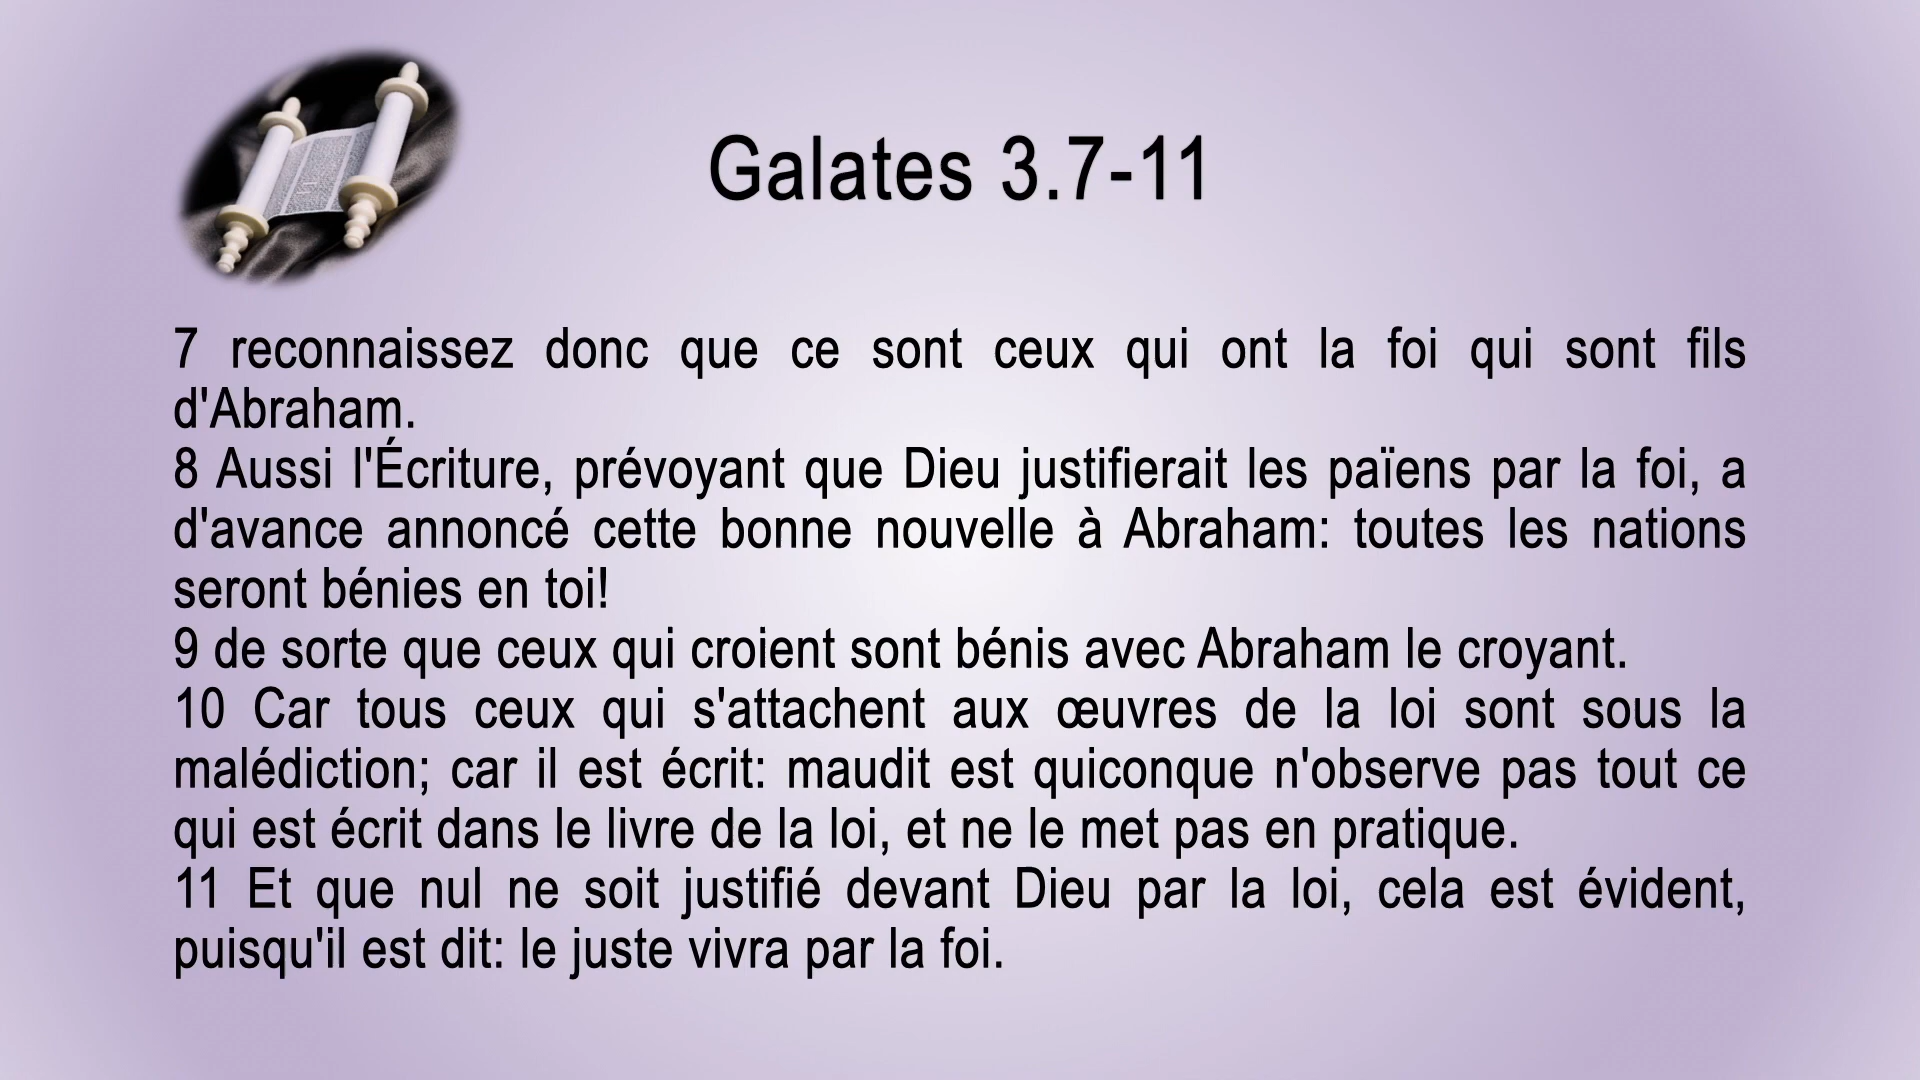 Galates 3.7-11
7 reconnaissez donc que ce sont ceux qui ont la foi qui sont fils
d'Abraham.
8 Aussi l'Écriture, prévoyant que Dieu justifierait les païens par la foi, a
d'avance annoncé cette bonne nouvelle à Abraham: toutes les nations
seront bénies en toi!
9 de sorte que ceux qui croient sont bénis avec Abraham le croyant.
10 Car tous ceux qui s'attachent aux œuvres de la loi sont sous la
malédiction; car il est écrit: maudit est quiconque n'observe pas tout ce
qui est écrit dans le livre de la loi, et ne le met pas en pratique.
11 Et que nul ne soit justifié devant Dieu par la loi, cela est évident,
puisqu'il est dit: le juste vivra par la foi.